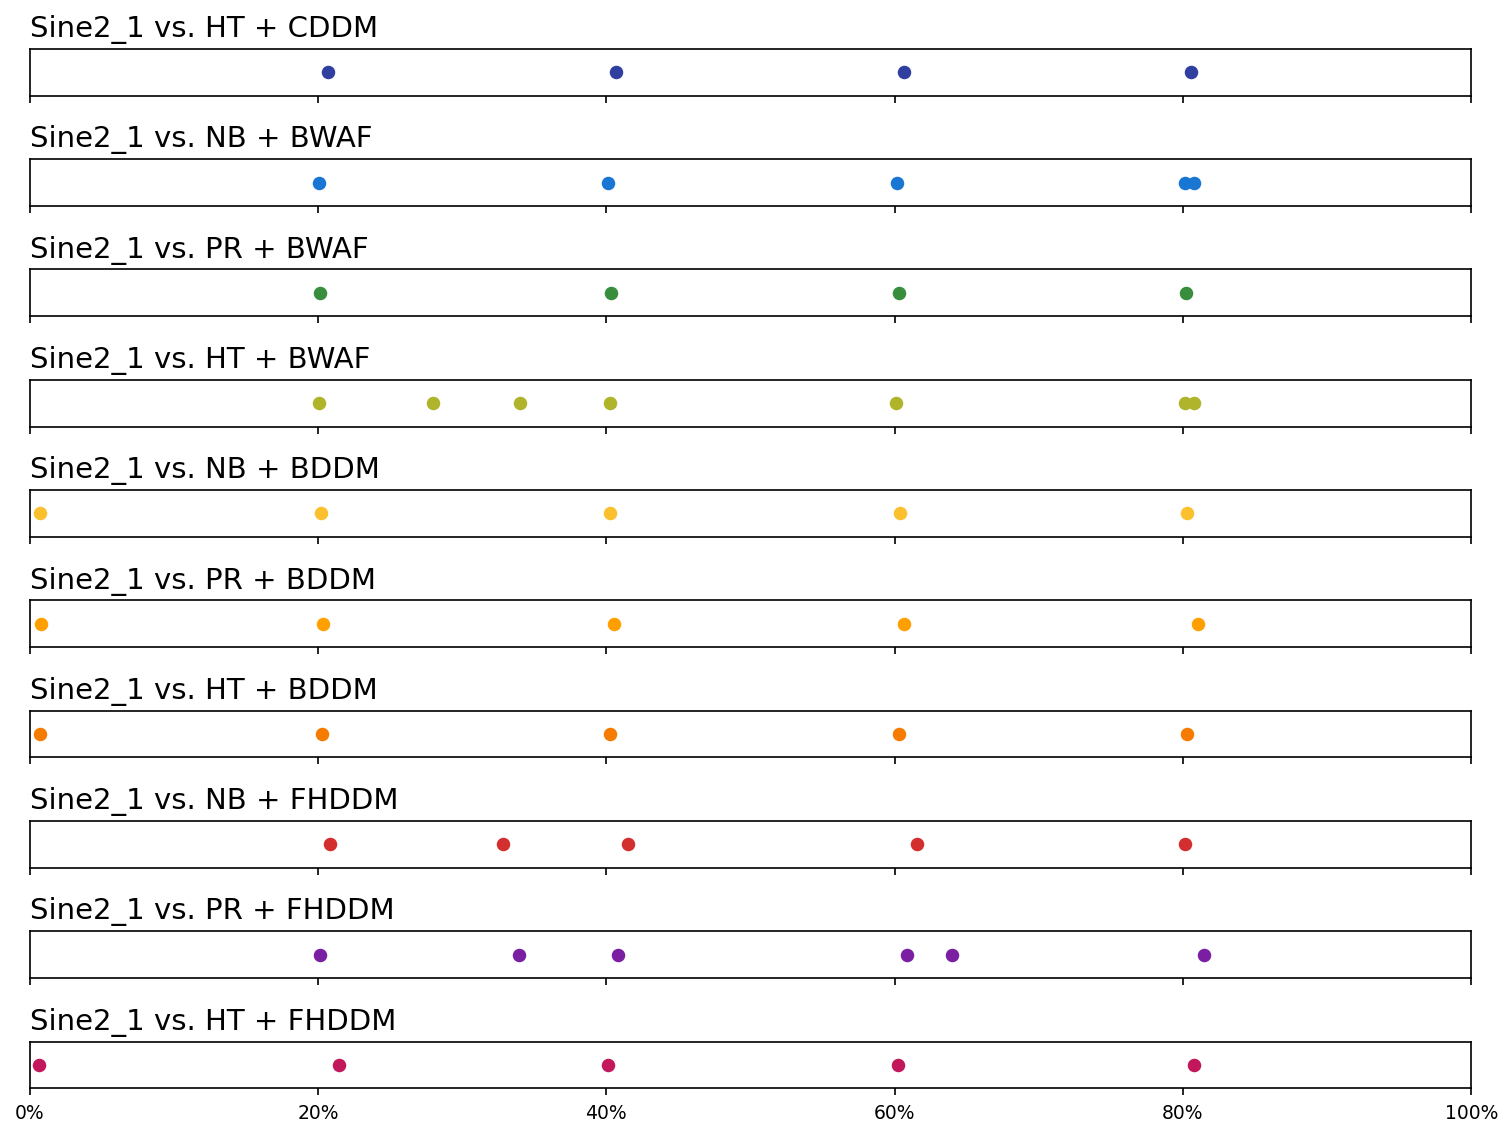 Sine2_1 vs. HT + CDDM
Sine2_1 vs. NB + BWAF
Sine2_1 vs. PR + BWAF
Sine2_1 vs. HT + BWAF
Sine2_1 vs. NB + BDDM
Sine2_1 vs. PR + BDDM
Sine2_1 vs. HT + BDDM
Sine2_1 vs. NB + FHDDM
Sine2_1 vs. PR + FHDDM
Sine2_1 vs. HT + FHDDM
0% 20% 40% 60% 80% 100%